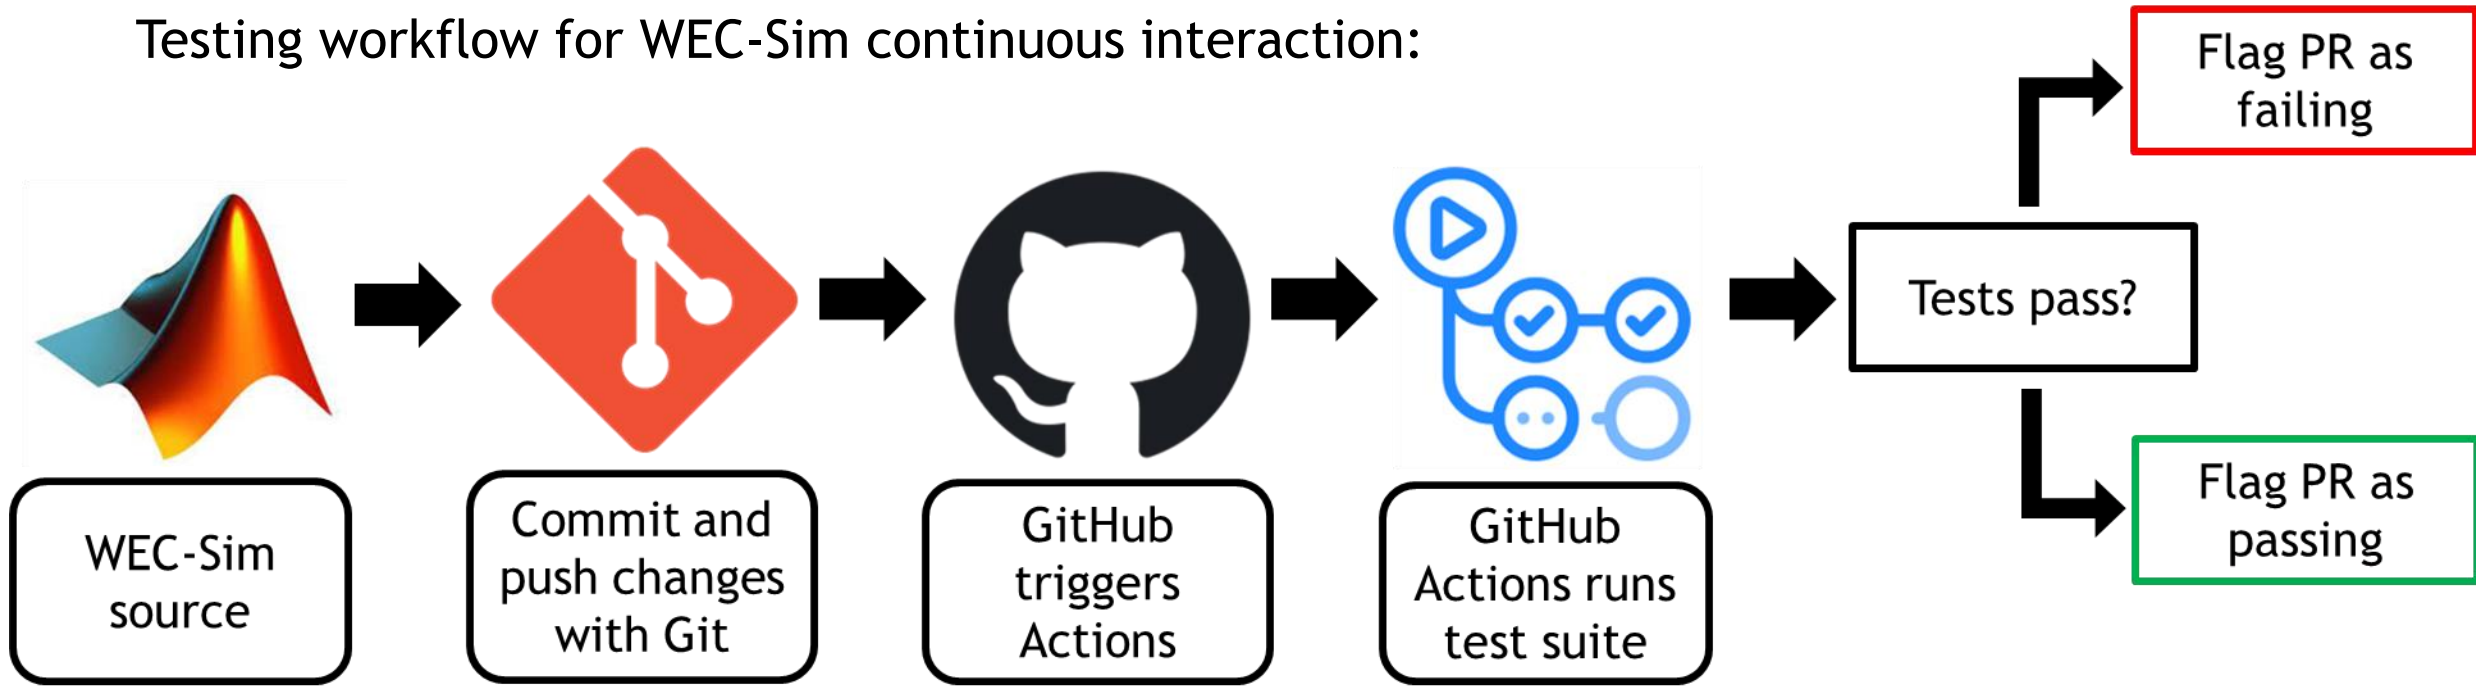 Testing workflow for WEC-Sim continuous interaction:
Flag PR as
failing
Tests pass?
Flag PR as
passing
WEC-Sim
source
Commit and
push changes
with Git
GitHub
triggers
Actions
GitHub
Actions runs
test suite